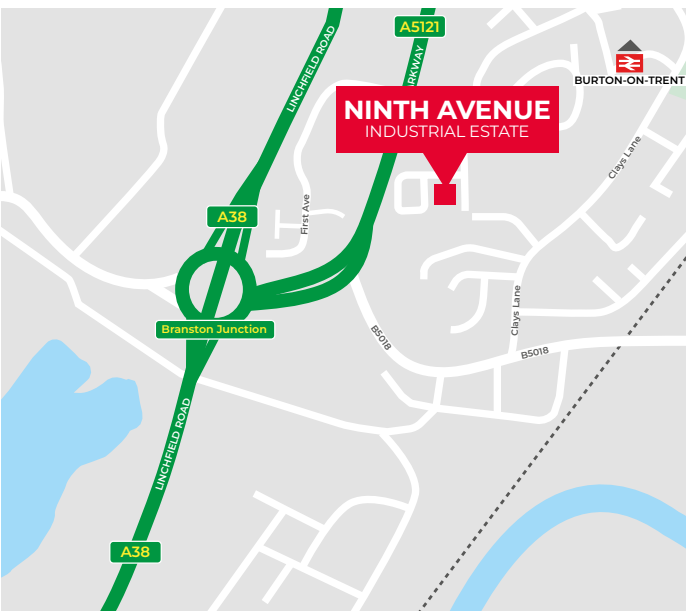 LINCHFIELD ROAD
A5121
ARKWAY
BURTON-ON-TRENT
NINTH AVENUE
INDUSTRIAL ESTATE
Clays Lane
First Ave
A38
Branston Junction
Clays Lane
B5018
B5018
LINCHFIELD ROAD
A38